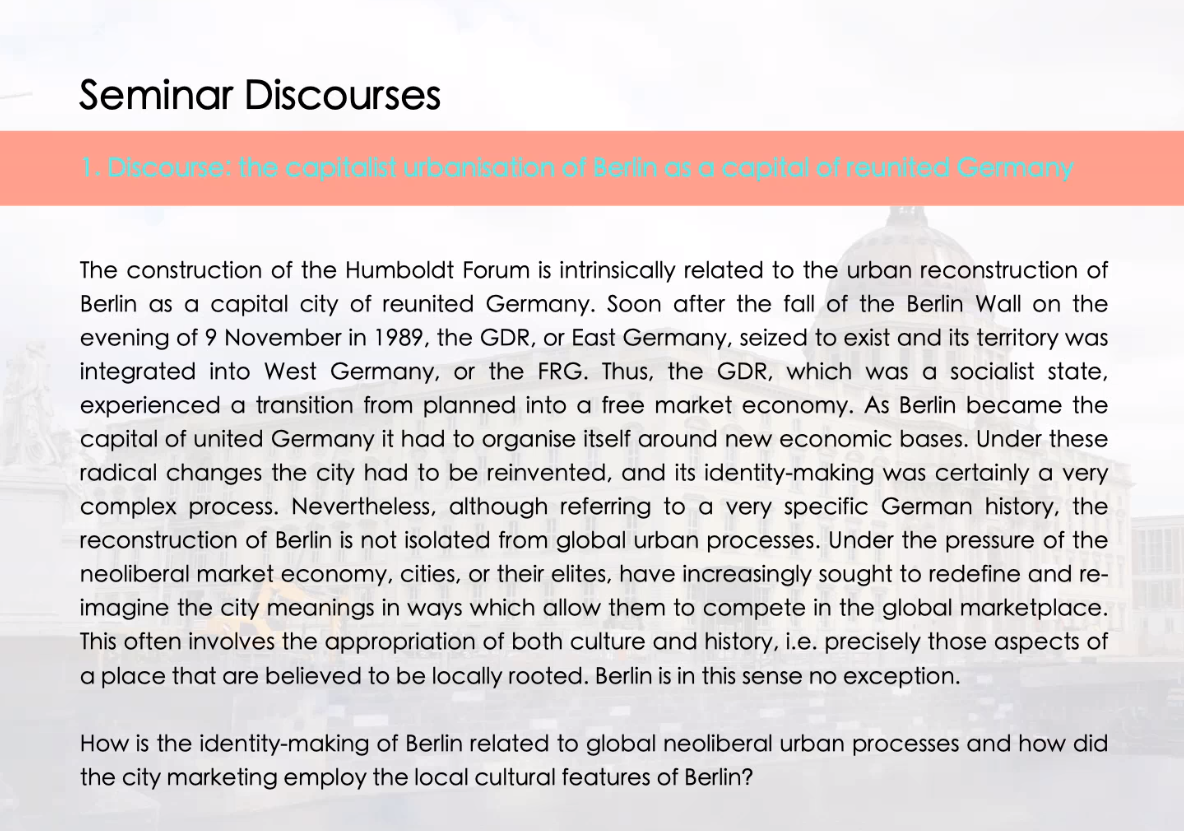 Seminar Discourses
1. Discourse: the capitalist urbanisation of Berlin as a capital of reunited Germany
The construction of the Humboldt Forum is intrinsically related to the urban reconstruction of
Berlin as a capital city of reunited Germany. Soon after the fall of the Berlin Wall on the
evening of 9 November in 1989, the GDR, or East Germany, seized to exist and its territory was
integrated into West Germany, or the FRG. Thus, the GDR, which was a socialist state,
experienced a transition from planned into a free market economy. As Berlin became the
capital of united Germany it had to organise itself around new economic bases. Under these
radical changes the city had to be reinvented, and its identity-making was certainly a very
complex process. Nevertheless, although referring to a very specific German history, the
reconstruction of Berlin is not isolated from global urban processes. Under the pressure of the
neoliberal market economy, cities, or their elites, have increasingly sought to redefine and re-
imagine the city meanings in ways which allow them to compete in the global marketplace.
This often involves the appropriation of both culture and history, i.e. precisely those aspects of
a place that are believed to be locally rooted. Berlin is in this sense no exception.
How is the identity-making of Berlin related to global neoliberal urban processes and how did
the city marketing employ the local cultural features of Berlin?